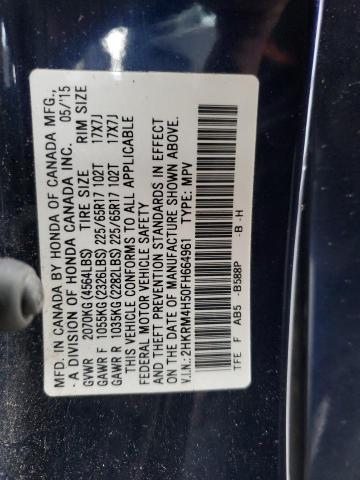 MFD. IN CANADA BY HONDA OF CANADA MFG.,
-A DIVISION OF HONDA CANADA INC. 05/'15
GVWR 2070KG(4564LBS) TIRE SIZE RIM SIZE
GAWR F 1055KG(2326LBS) 225/65R17 102T 17X7J
GAWR R 1035KG(2282LBS) 225/65R17 102T 17X7J
THIS VEHICLE CONFORMS TO ALL APPLICABLE
FEDERAL MOTOR VEHICLE SAFETY
AND THEFT PREVENTION STANDARDS IN EFFECT
ON THE DATE OF MANUFACTURE SHOWN ABOVE.
V.I.N.:2HKRM4H50FH664961 TYPE: MPV
TFE F AB5 -B588P -B -H